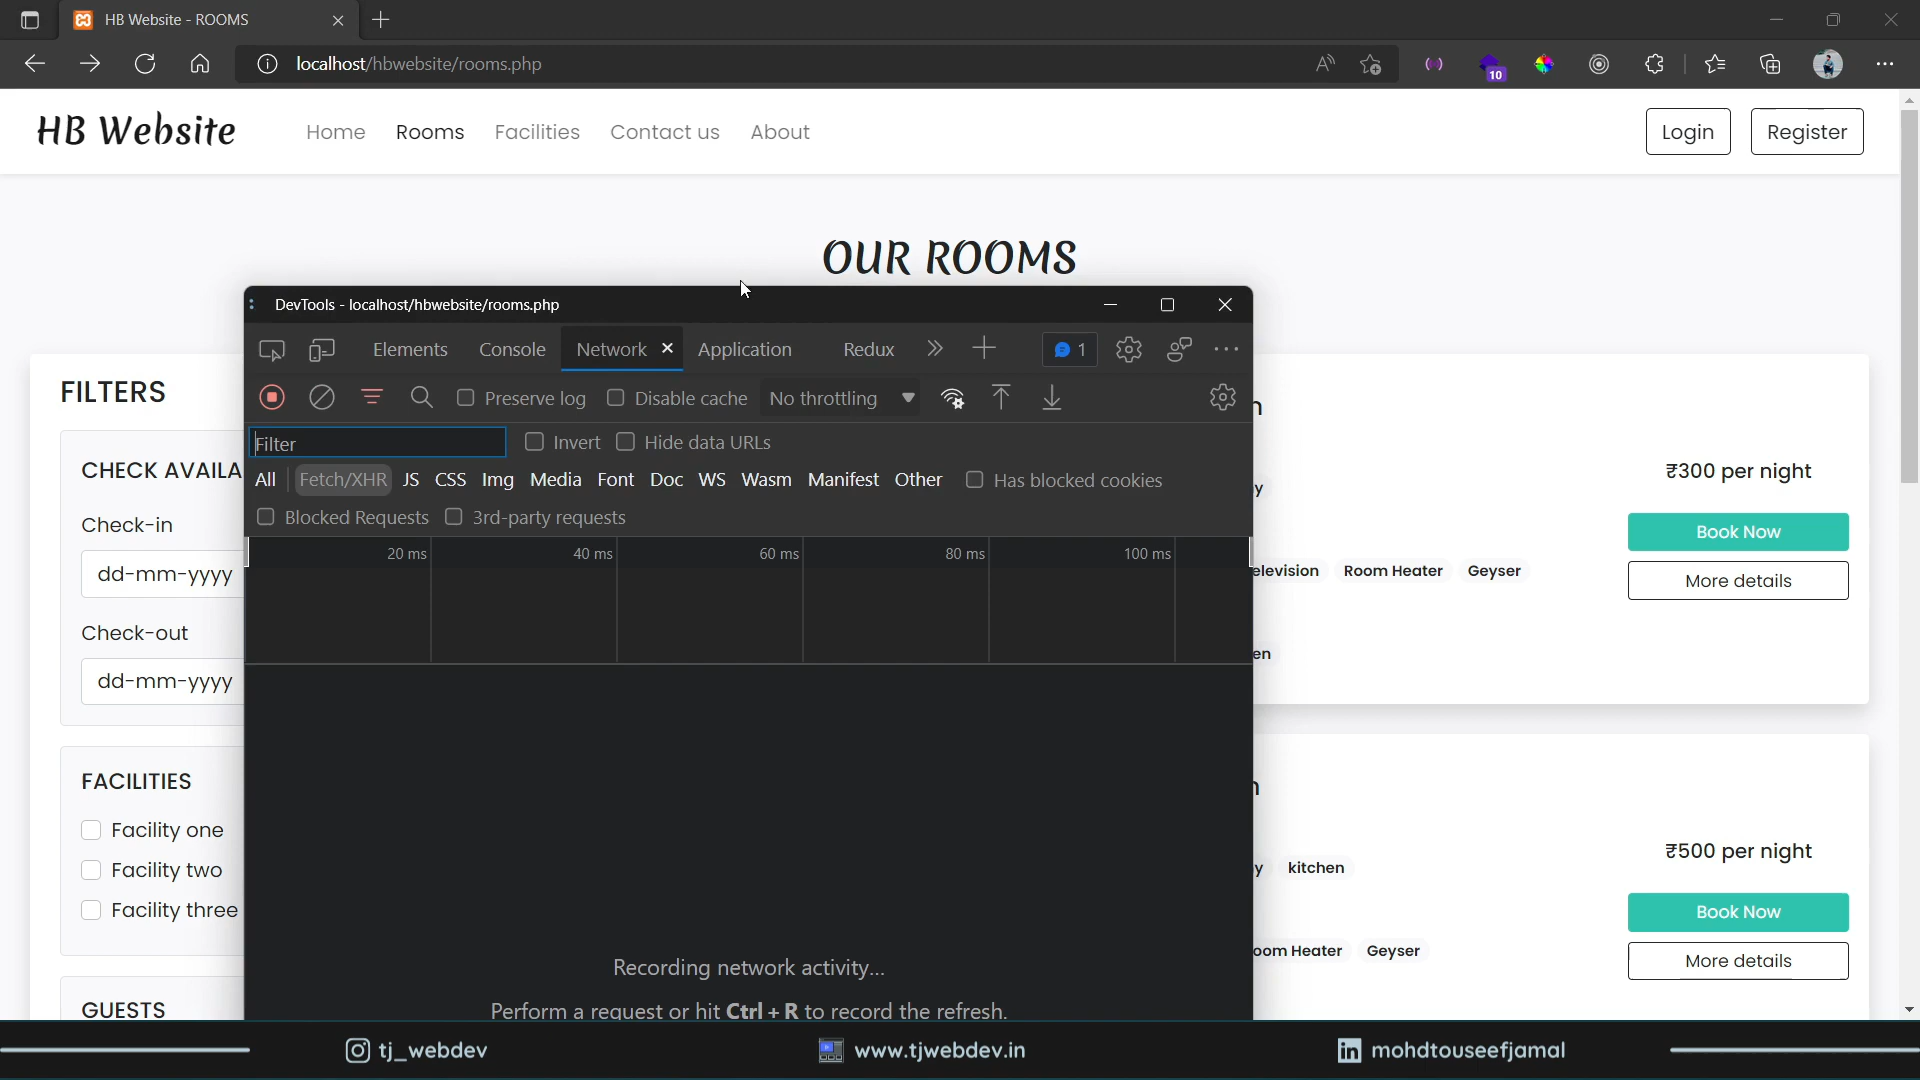 HB Website - ROOMS
localhost/hbwebsite/rooms.php
10
HB Website
Home Rooms Facilities Contact us About
Login Register
OUR ROOMS
DevTools - localhost/hbwebsite/rooms.php
Elements Console Network Application Redux 1
Preserve log Disable cache No throttling
Filter Invert Hide data URLs
All Fetch/XHR JS CSS Img Media Font Doc WS Wasm Manifest Other Has blocked cookies
Blocked Requests 3rd-party requests
20 ms 40 ms 60 ms 80 ms 100 ms
Recording network activity...
Perform a request or hit Ctrl + R to record the refresh.
FILTERS
CHECK AVAILA
Check-in
dd-mm-yyyy
Check-out
dd-mm-yyyy
FACILITIES
Facility one
Facility two
Facility three
GUESTS
n
y
₹300 per night
Book Now
elevision Room Heater Geyser
More details
en
n
₹500 per night
y kitchen
Book Now
oom Heater Geyser
More details
tj_webdev www.tjwebdev.in mohdtouseefjamal